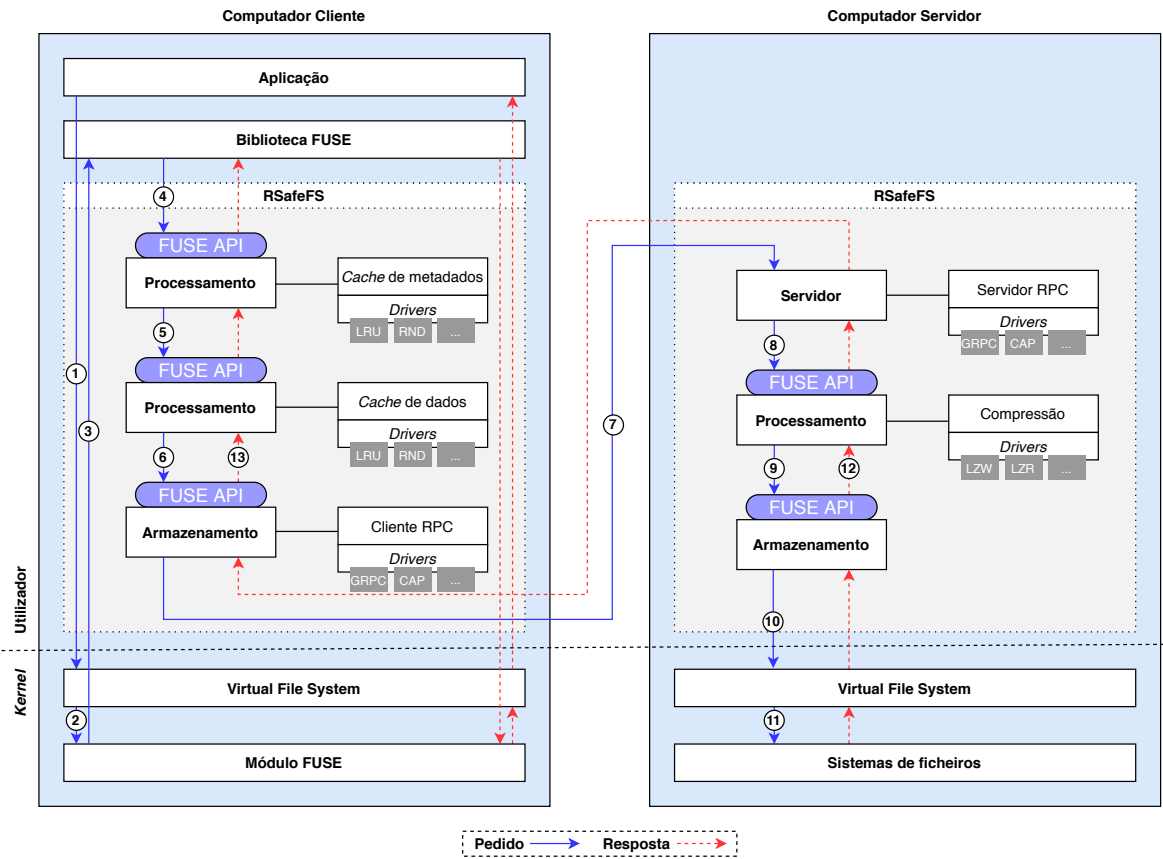 Computador Cliente
Computador Servidor
Aplicação
Biblioteca FUSE
4
RSafeFS
FUSE API
Processamento
Cache de metadados
Drivers
LRU RND ...
5
1
FUSE API
Processamento
Cache de dados
Drivers
LRU RND ...
3
6
13
FUSE API
Armazenamento
Cliente RPC
Drivers
GRPC CAP ...
7
RSafeFS
Servidor
Servidor RPC
Drivers
GRPC CAP ...
8
FUSE API
Processamento
Compressão
Drivers
LZW LZR ...
9
12
FUSE API
Armazenamento
10
Utilizador
Kernel
Virtual File System
2
Módulo FUSE
Virtual File System
11
Sistemas de ficheiros
Pedido
Resposta